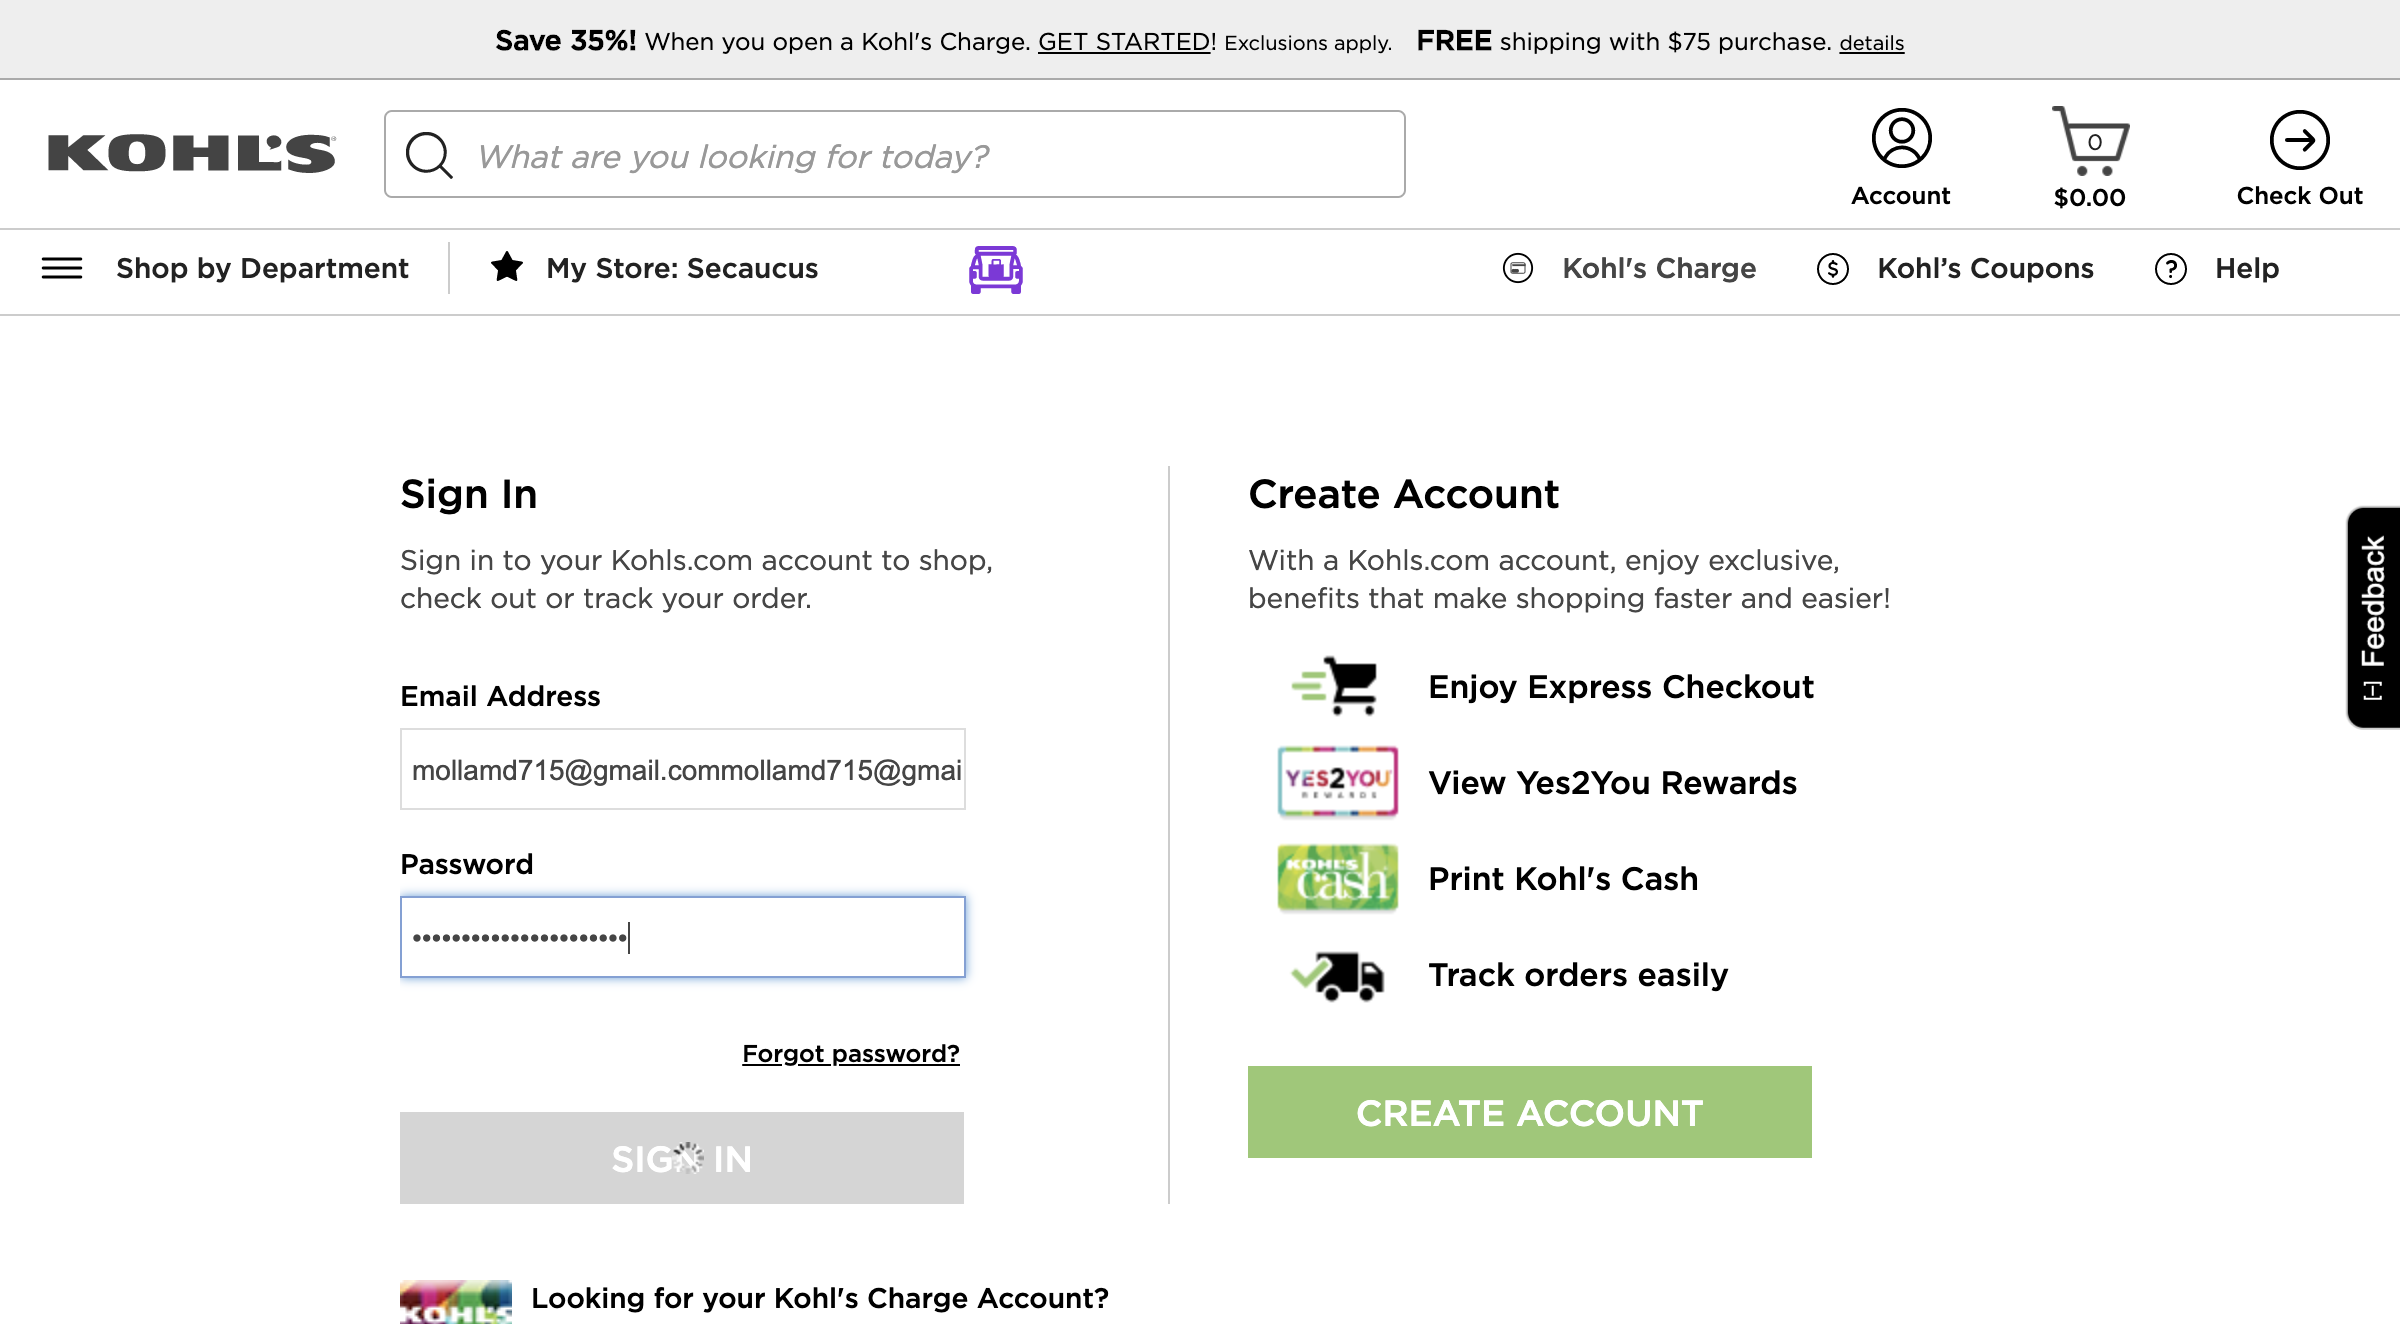 Save 35%! When you open a Kohl's Charge. GET STARTED! Exclusions apply. FREE shipping with $75 purchase. details
KOHL'S
What are you looking for today?
Account
0
$0.00
Check Out
Shop by Department
My Store: Secaucus
Kohl's Charge
$
Kohl’s Coupons
?
Help
Sign In
Sign in to your Kohls.com account to shop,
check out or track your order.
Email Address
mollamd715@gmail.commollamd715@gmai
Password
••••••••••••••••••••••
Forgot password?
SIGN IN
Looking for your Kohl's Charge Account?
KOHL'S
Create Account
With a Kohls.com account, enjoy exclusive,
benefits that make shopping faster and easier!
Enjoy Express Checkout
YES2YOU
REWARDS
View Yes2You Rewards
KOHL'S
cash
Print Kohl's Cash
Track orders easily
CREATE ACCOUNT
[-] Feedback